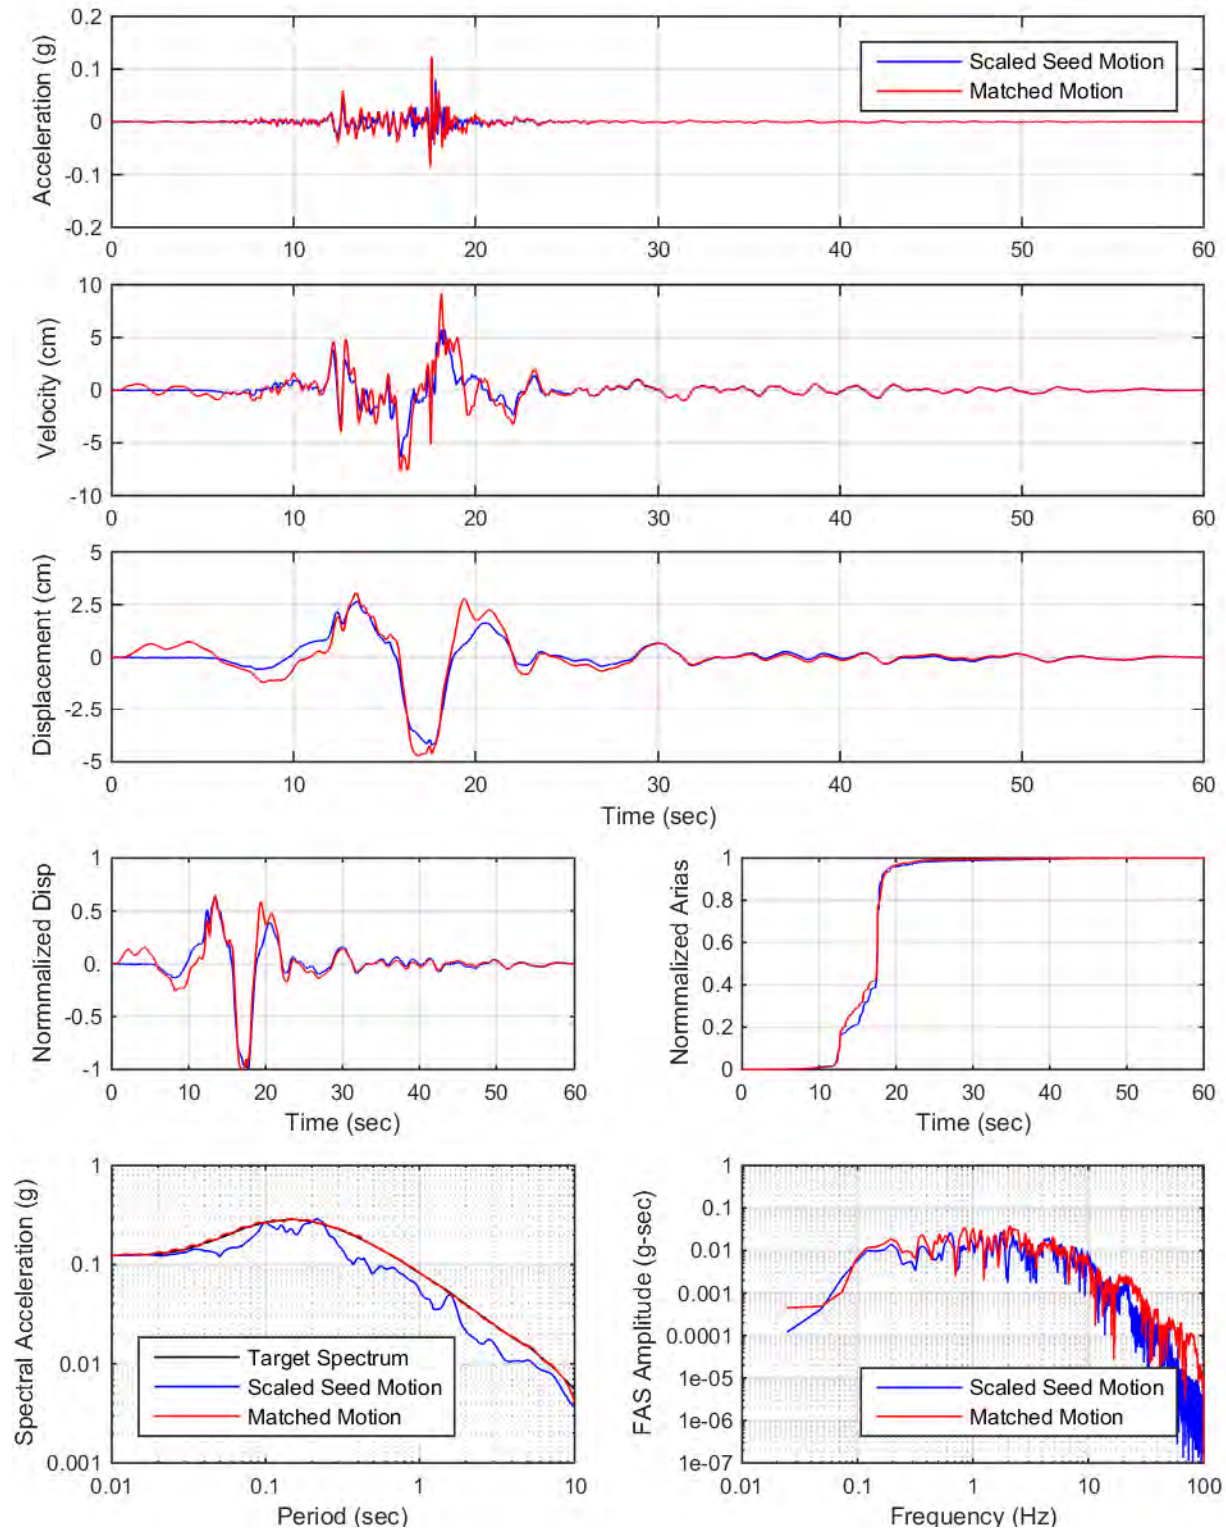 Acceleration (g)
0.2
0.1
0
-0.1
-0.2
Scaled Seed Motion
Matched Motion
0 10 20 30 40 50 60
Velocity (cm)
10
5
0
-5
-10
0 10 20 30 40 50 60
Displacement (cm)
5
2.5
0
-2.5
-5
0 10 20 30 40 50 60
Time (sec)
Normmalized Disp
1
0.5
0.
-0.5
-1
0 10 20 30 40 50 60
Time (sec)
Normmalized Arias
1
0.8
0.6
0.4
0.2
0
0 10 20 30 40 50 60
Time (sec)
Spectral Acceleration (g)
1
0.1
0.01
0.001
Target Spectrum
Scaled Seed Motion
Matched Motion
0.01 0.1 1 10
Period (sec)
FAS Amplitude (g-sec)
1
0.1
0.01
0.001
0.0001
1e-05
1e-06
1e-07
Scaled Seed Motion
Matched Motion
0.01 0.1 1 10 100
Frequency (Hz)